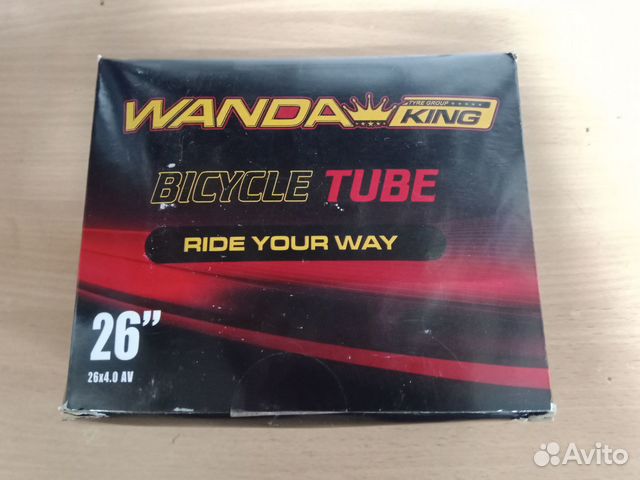 WANDA KING
TYRE GROUP
BICYCLE TUBE
RIDE YOUR WAY
26”
26x4.0 AV
Avito